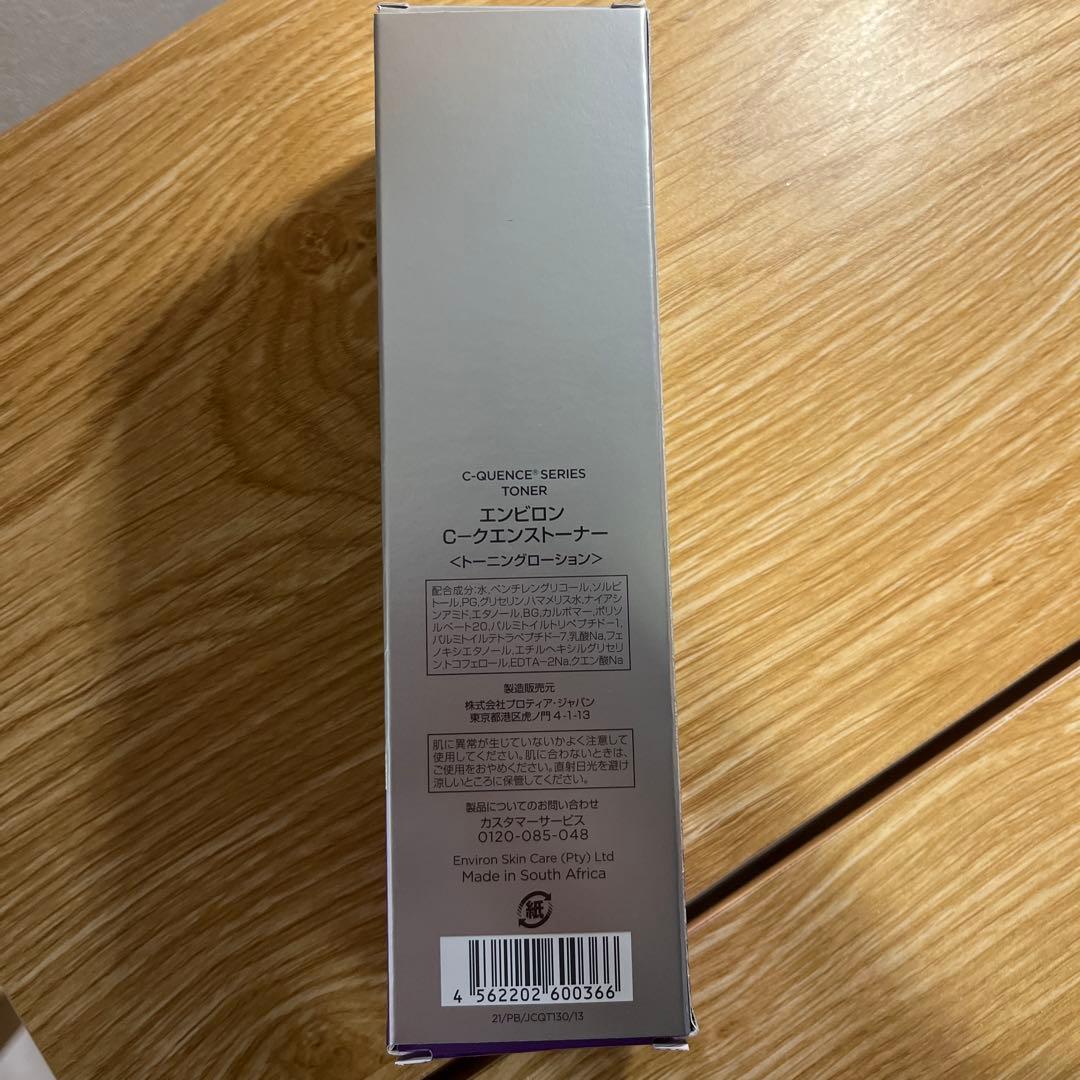 C-QUENCE® SERIES
TONER
エンビロン
C−クエンストーナー
<トーニングローション>
配合成分:水,ペンチレングリコール,ソルビ
トール,PG,グリセリン,ハマメリス水,ナイアシ
ンアミド,エタノール,BG,カルボマー,ポリソ
ルベート20,パルミトイルトリペプチド−1,
パルミトイルテトラペプチド−7,乳酸Na,フェ
ノキシエタノール,エチルヘキシルグリセリ
ン,トコフェロール,EDTA−2Na,クエン酸Na
製造販売元
株式会社プロティア・ジャパン
東京都港区虎ノ門4-1-13
肌に異常が生じていないかよく注意して
使用してください。肌に合わないときは、
ご使用をおやめください。直射日光を避け
涼しいところに保管してください。
製品についてのお問い合わせ
カスタマーサービス
0120-085-048
Environ Skin Care (Pty) Ltd
Made in South Africa
紙
4 562202 600366
21/PB/JCQT130/13